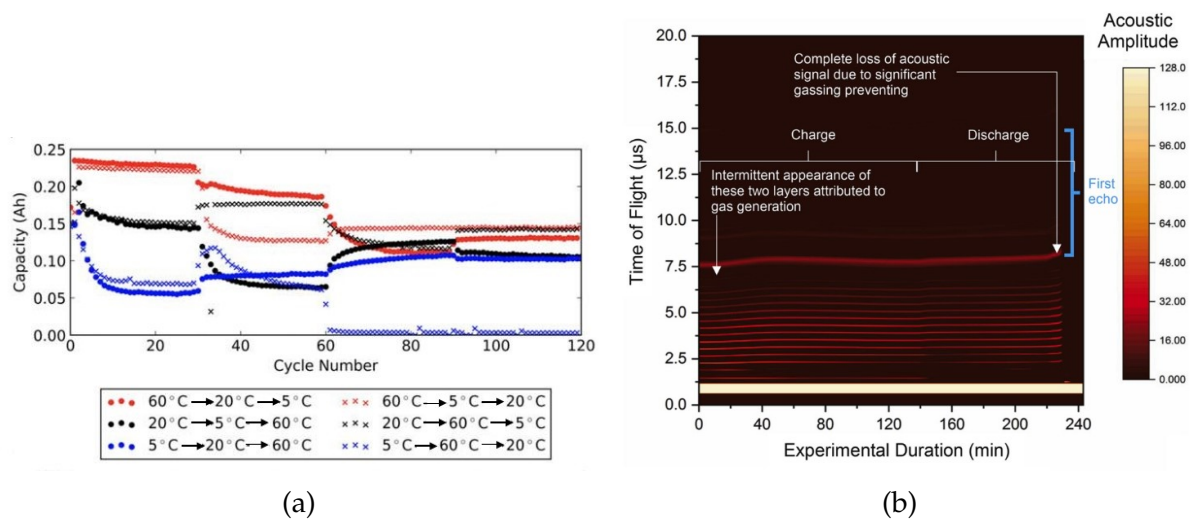 0.25
0.20
0.15
0.10
0.05
0.00
Capacity (Ah)
0 20 40 60 80 100 120
Cycle Number
60°C→20°C→5°C
20°C→5°C→60°C
5°C→20°C→60°C
60°C→5°C→20°C
20°C→60°C→5°C
5°C→60°C→20°C
(a)
20.0
17.5
15.0
12.5
10.0
7.5
5.0
2.5
0.0
Time of Flight (μs)
0 40 80 120 160 200 240
Experimental Duration (min)
Complete loss of acoustic
signal due to significant
gassing preventing
Charge
Discharge
Intermittent appearance of
these two layers attributed to
gas generation
First
echo
Acoustic
Amplitude
128.0
112.0
96.00
80.00
64.00
48.00
32.00
16.00
0.000
(b)